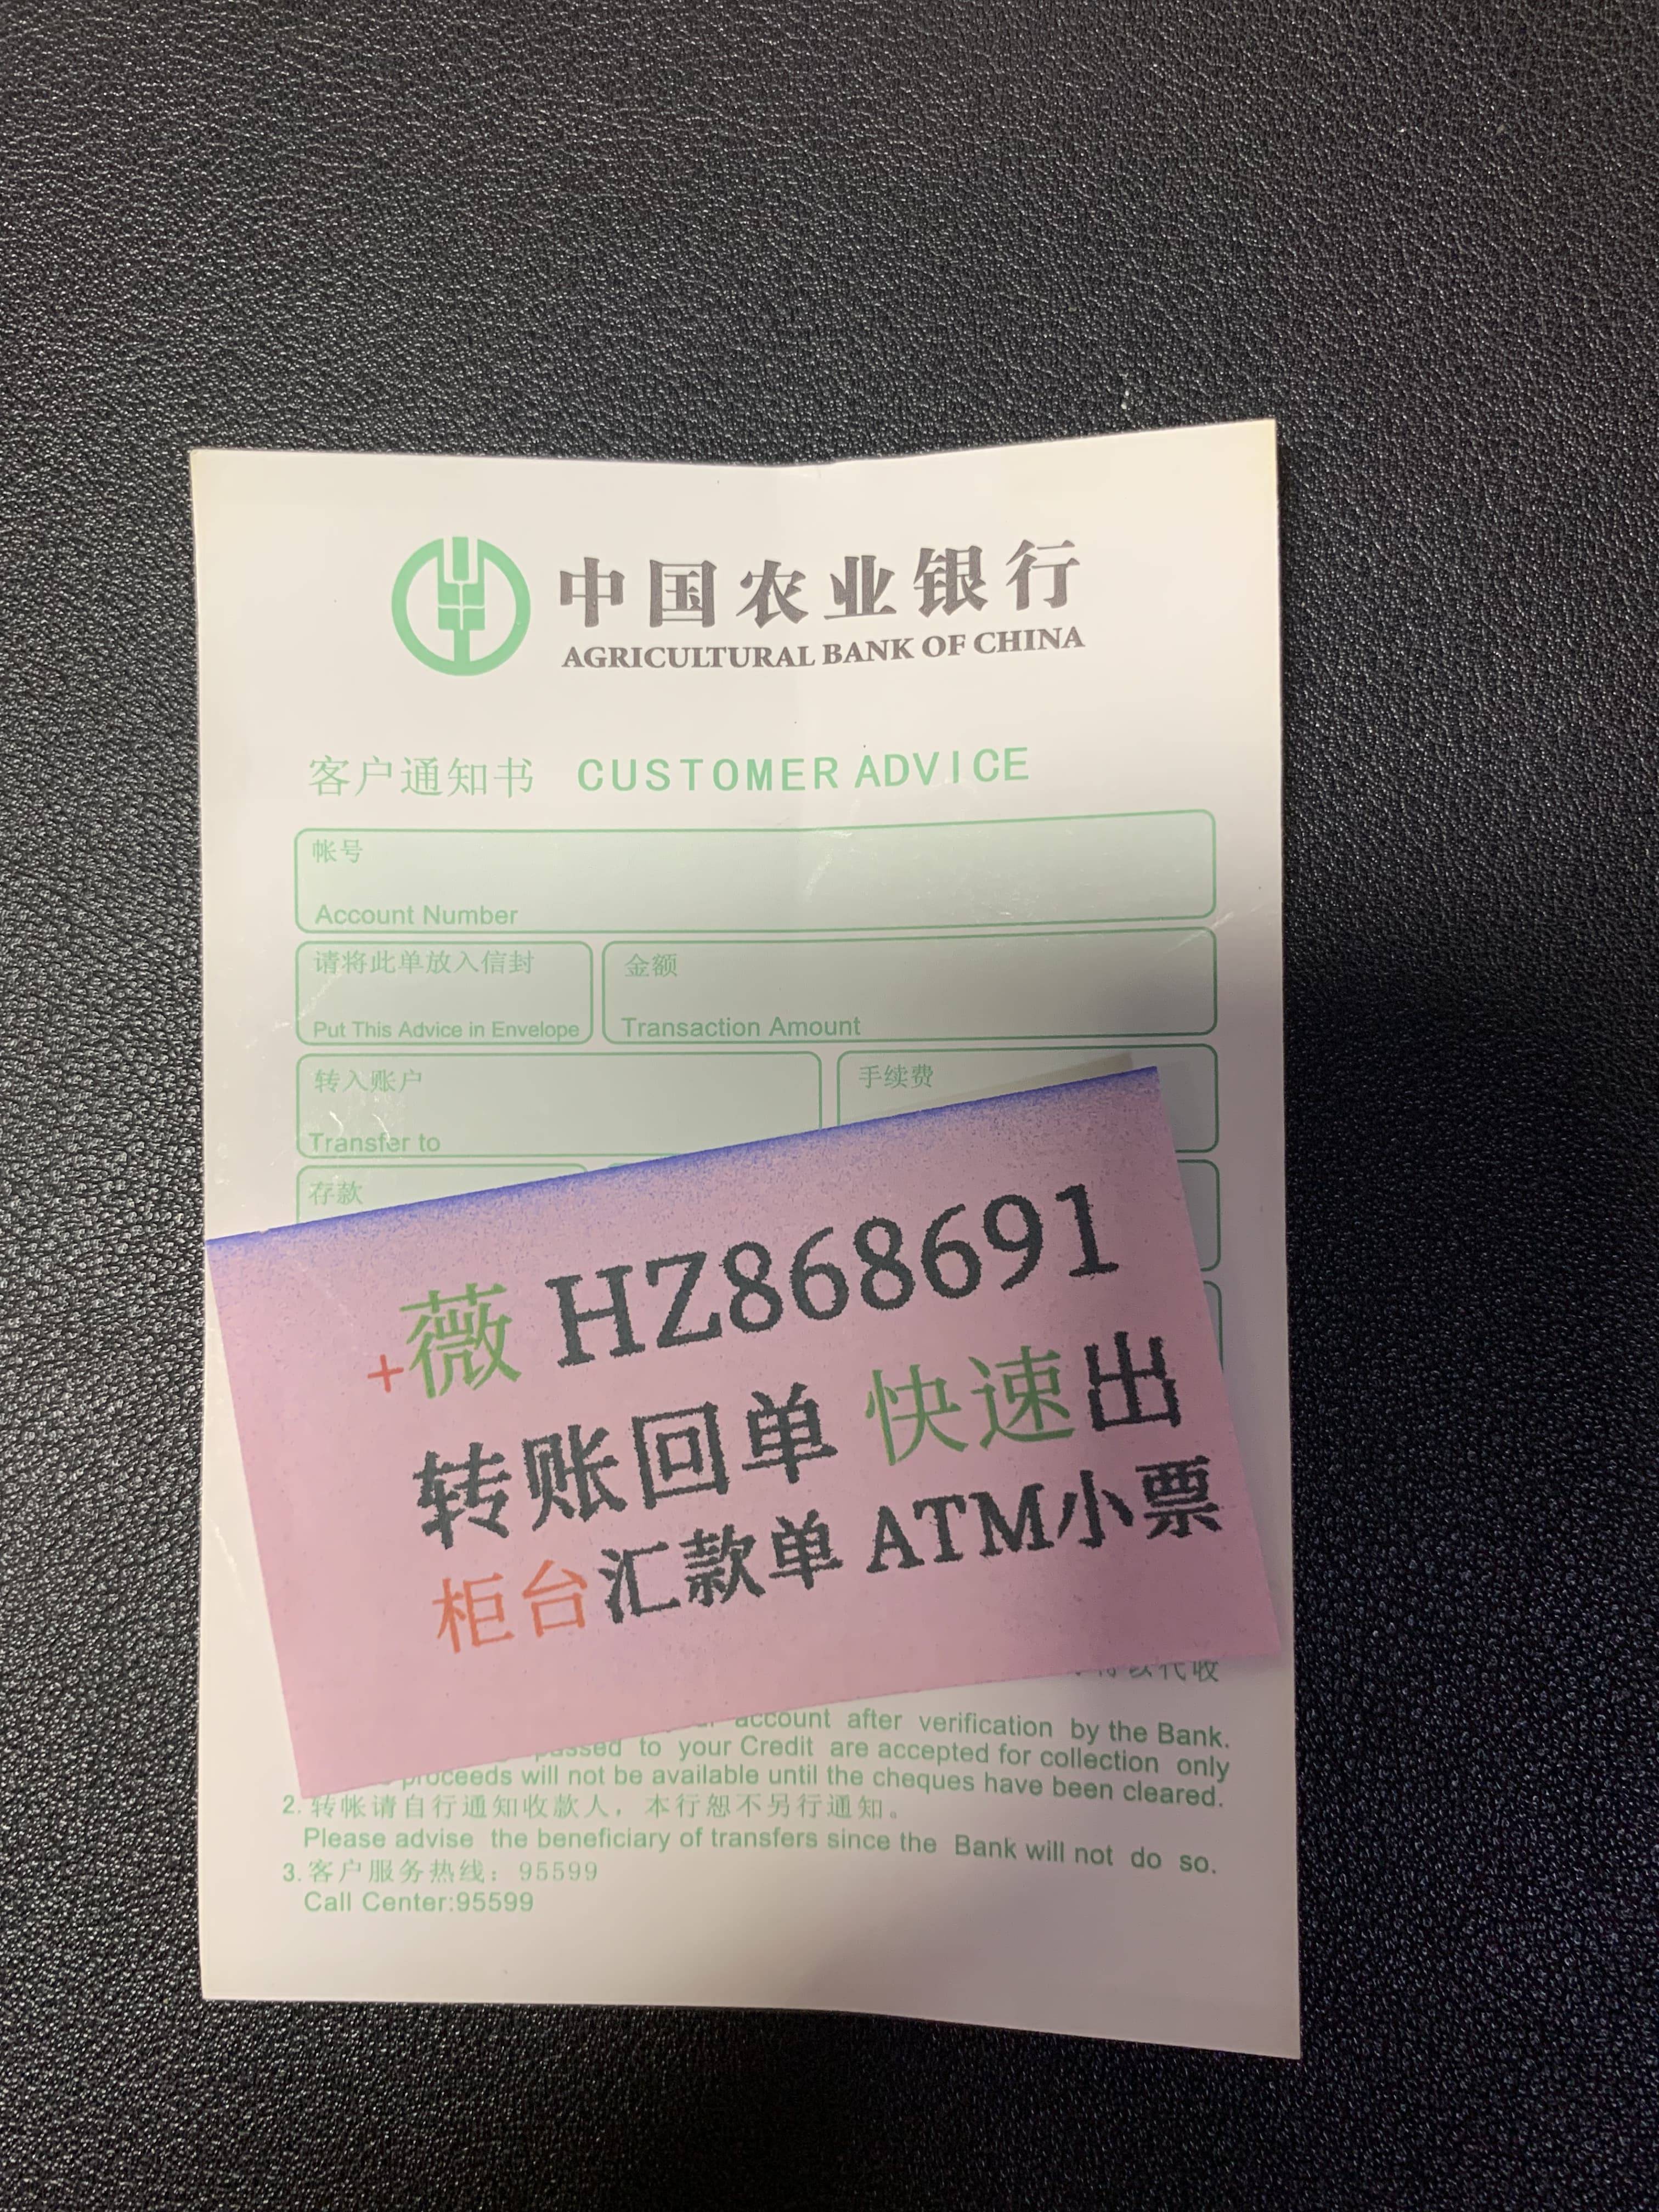 中国农业银行
AGRICULTURAL BANK OF CHINA
客户通知书 CUSTOMER ADVICE
帐号
Account Number
请将此单放入信封
Put This Advice in Envelope
金额
Transaction Amount
转入账户
Transfer to
手续费
存款
+薇 HZ868691
转账回单 快速出
柜台汇款单 ATM小票
代收
account after verification by the Bank.
passed to your Credit are accepted for collection only
proceeds will not be available until the cheques have been cleared.
2. 转帐请自行通知收款人，本行恕不另行通知。
Please advise the beneficiary of transfers since the Bank will not do so.
3. 客户服务热线：95599
Call Center:95599